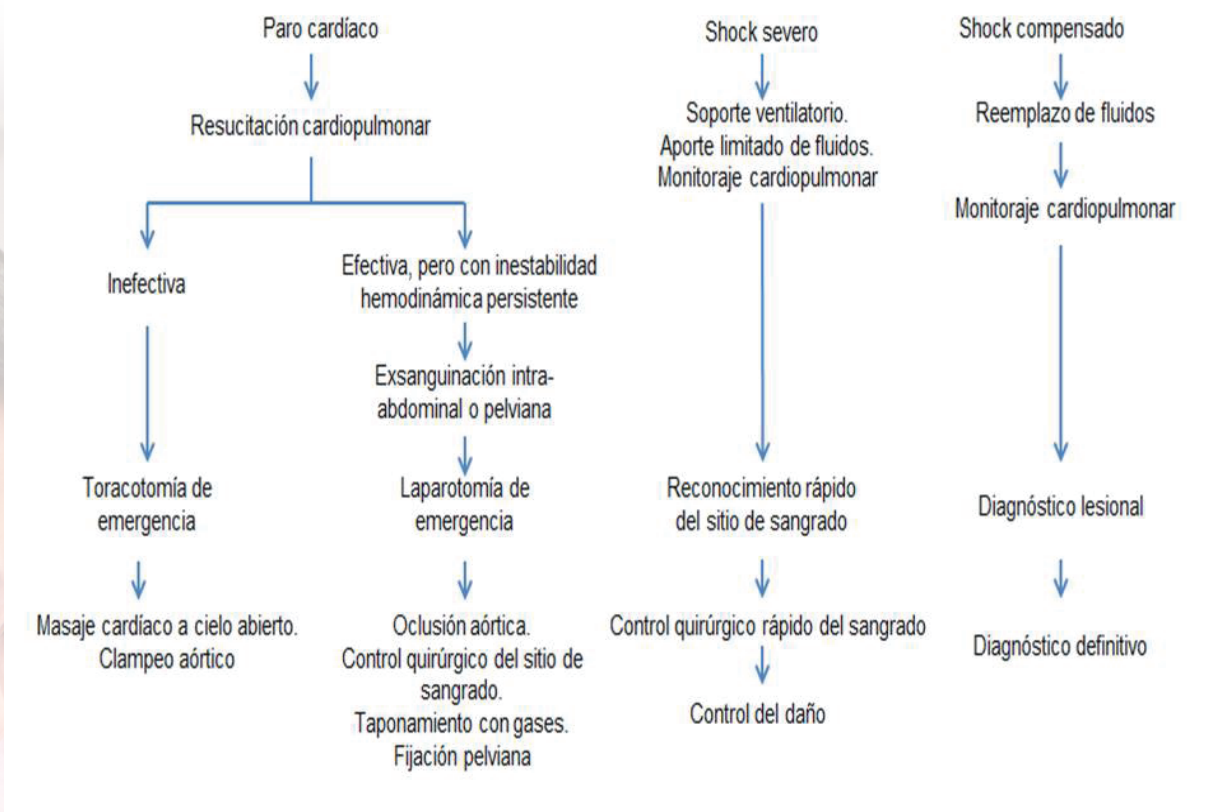 Paro cardíaco
Resucitación cardiopulmonar
Inefectiva
Toracotomía de
emergencia
Masaje cardíaco a cielo abierto.
Clampeo aórtico
Efectiva, pero con inestabilidad
hemodinámica persistente
Exsanguinación intra-
abdominal o pelviana
Laparotomía de
emergencia
Oclusión aórtica.
Control quirúrgico del sitio de
sangrado.
Taponamiento con gases.
Fijación pelviana
Shock severo
Soporte ventilatorio.
Aporte limitado de fluidos.
Monitoraje cardiopulmonar
Reconocimiento rápido
del sitio de sangrado
Control quirúrgico rápido del sangrado
Control del daño
Shock compensado
Reemplazo de fluidos
Monitoraje cardiopulmonar
Diagnóstico lesional
Diagnóstico definitivo